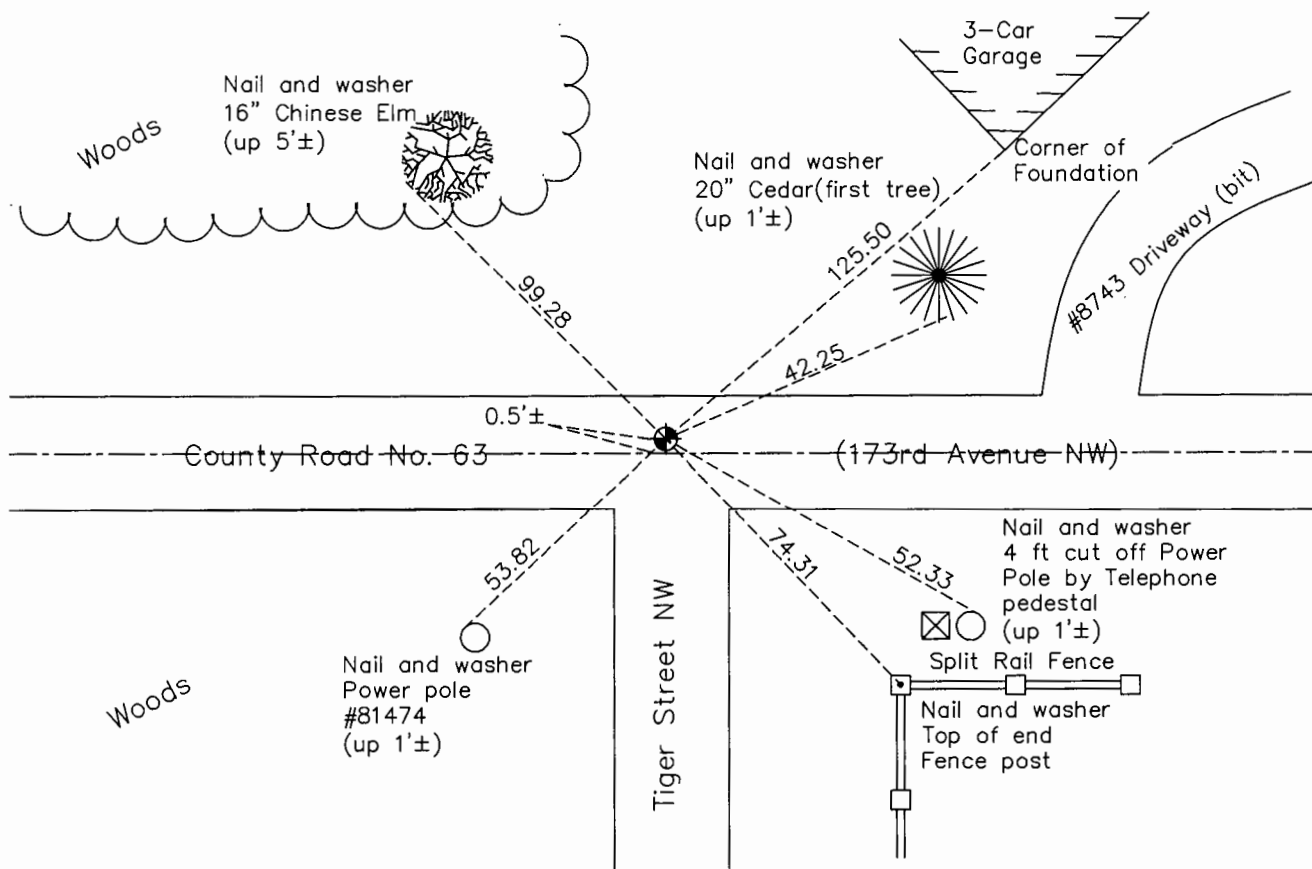 3-Car
Garage
Nail and washer
16" Chinese Elm
(up 5'±)
Woods
Corner of
Foundation
Nail and washer
20" Cedar(first tree)
(up 1'±)
#8743 Driveway (bit)
125.50
99.28
42.25
0.5'±
County Road No. 63
(173rd Avenue NW)
53.82
74.31
52.33
Nail and washer
4 ft cut off Power
Pole by Telephone
pedestal
(up 1'±)
Tiger Street NW
Nail and washer
Power pole
#81474
(up 1'±)
Woods
Split Rail Fence
Nail and washer
Top of end
Fence post